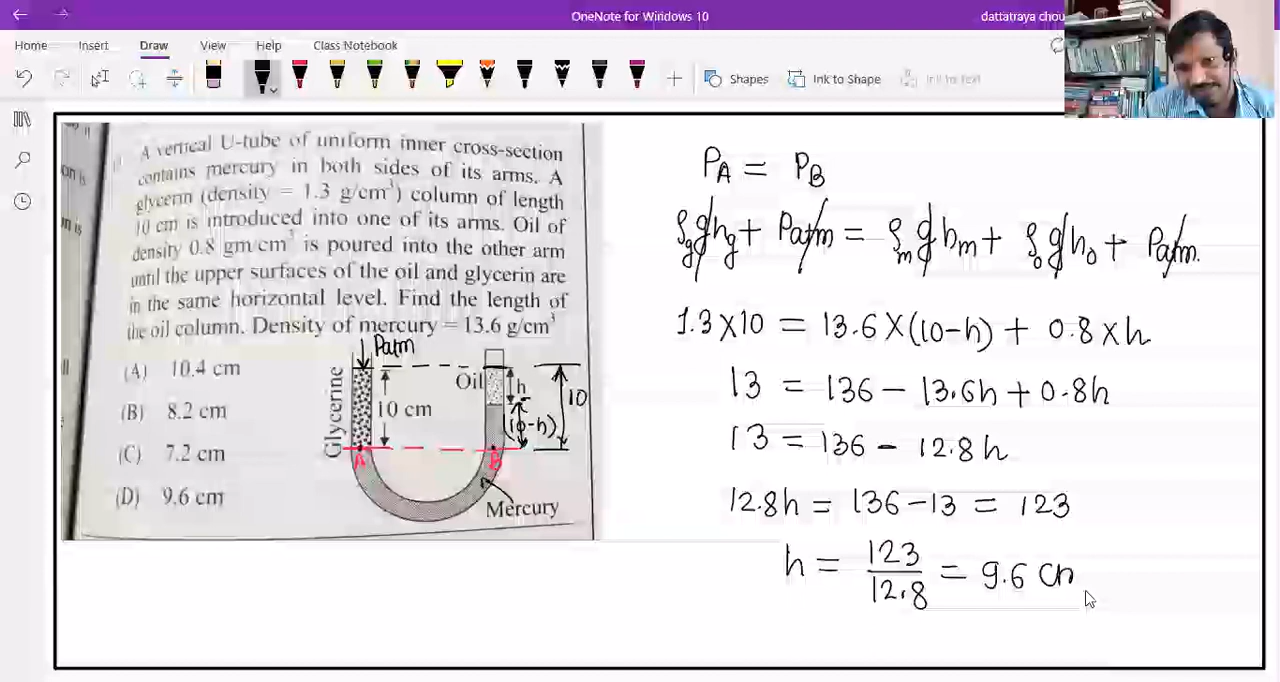 OneNote for Windows 10
dattatraya chou
Home Insert Draw View Help Class Notebook
Shapes Ink to Shape Ink to Text
A vertical U-tube of uniform inner cross-section
contains mercury in both sides of its arms. A
glycerin (density = 1.3 g/cm³) column of length
10 cm is introduced into one of its arms. Oil of
density 0.8 gm/cm³ is poured into the other arm
until the upper surfaces of the oil and glycerin are
in the same horizontal level. Find the length of
the oil column. Density of mercury = 13.6 g/cm³
(A) 10.4 cm
(B) 8.2 cm
(C) 7.2 cm
(D) 9.6 cm
Patm
Glycerine
10 cm
Oil
h
(10-h)
10
A
B
Mercury
P_A = P_B
ρ_g g h_g + Patm = ρ_m g h_m + ρ_o g h_o + Patm.
1.3×10 = 13.6×(10-h) + 0.8×h
13 = 136 - 13.6h + 0.8h
13 = 136 - 12.8h
12.8h = 136-13 = 123
h = 123/12.8 = 9.6 cm